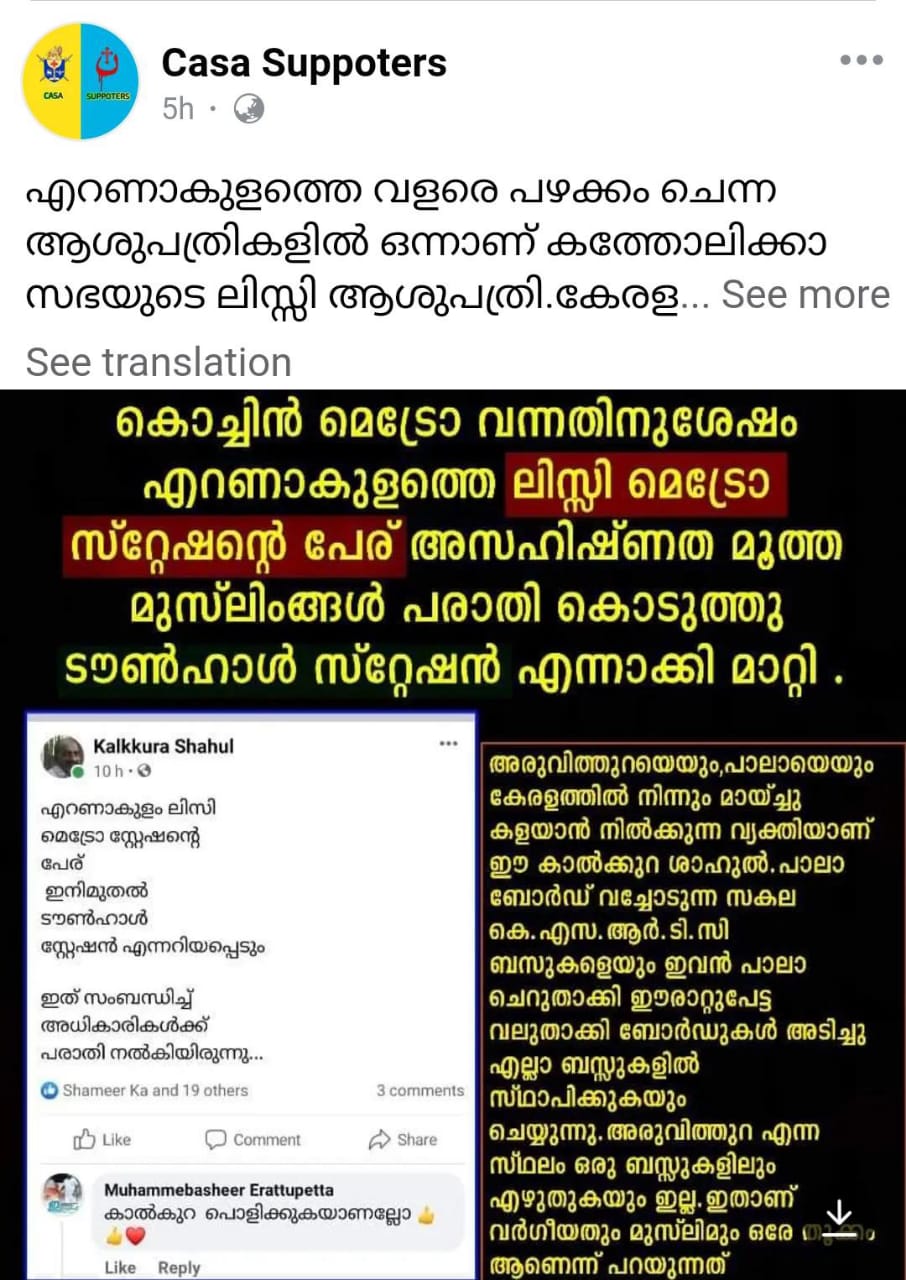 Casa Suppoters
CASA
SUPPOTERS
5h
എറണാകുളത്തെ വളരെ പഴക്കം ചെന്ന
ആശുപത്രികളിൽ ഒന്നാണ് കത്തോലിക്കാ
സഭയുടെ ലിസ്സി ആശുപത്രി.കേരള... See more
See translation
കൊച്ചിൻ മെട്രോ വന്നതിനുശേഷം
എറണാകുളത്തെ ലിസ്സി മെട്രോ
സ്റ്റേഷന്റെ പേര് അസഹിഷ്ണത മൂത്ത
മുസ്‌ലിംങ്ങൾ പരാതി കൊടുത്തു
ടൗൺഹാൾ സ്റ്റേഷൻ എന്നാക്കി മാറ്റി .
Kalkkura Shahul
10 h
എറണാകുളം ലിസി
മെട്രോ സ്റ്റേഷന്റെ
പേര്
ഇനിമുതൽ
ടൗൺഹാൾ
സ്റ്റേഷൻ എന്നറിയപ്പെടും
ഇത് സംബന്ധിച്ച്
അധികാരികൾക്ക്
പരാതി നൽകിയിരുന്നു...
Shameer Ka and 19 others 3 comments
Like Comment Share
Muhammebasheer Erattupetta
കാൽകുറ പൊളിക്കുകയാണല്ലോ 👍
👍❤️
Like Reply
അരുവിത്തുറയെയും,പാലായെയും
കേരളത്തിൽ നിന്നും മായ്ച്ചു
കളയാൻ നിൽക്കുന്ന വ്യക്തിയാണ്
ഈ കാൽക്കുറ ശാഹുൽ.പാലാ
ബോർഡ് വച്ചോടുന്ന സകല
കെ.എസ.ആർ.ടി.സി
ബസുകളെയും ഇവൻ പാലാ
ചെറുതാക്കി ഈരാറ്റുപേട്ട
വലുതാക്കി ബോർഡുകൾ അടിച്ചു
എല്ലാ ബസ്സുകളിൽ
സ്ഥാപിക്കുകയും
ചെയ്യുന്നു.അരുവിത്തുറ എന്ന
സ്ഥലം ഒരു ബസ്സുകളിലും
എഴുതുകയും ഇല്ല.ഇതാണ്
വർഗീയതും മുസ്‌ലിമും ഒരേ
ആണെന്ന് പറയുന്നത്